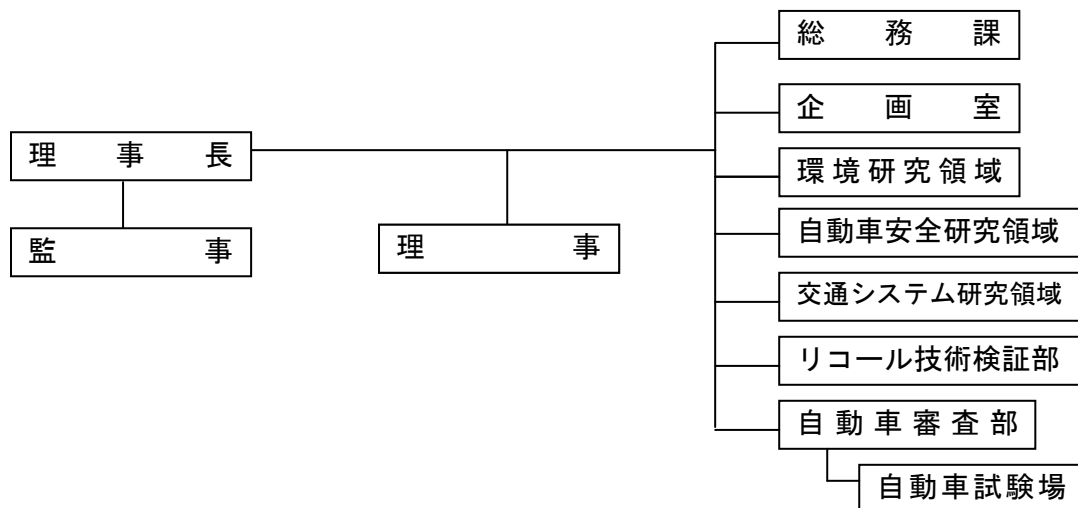 理事長
監事
理事
総務課
企画室
環境研究領域
自動車安全研究領域
交通システム研究領域
リコール技術検証部
自動車審査部
自動車試験場